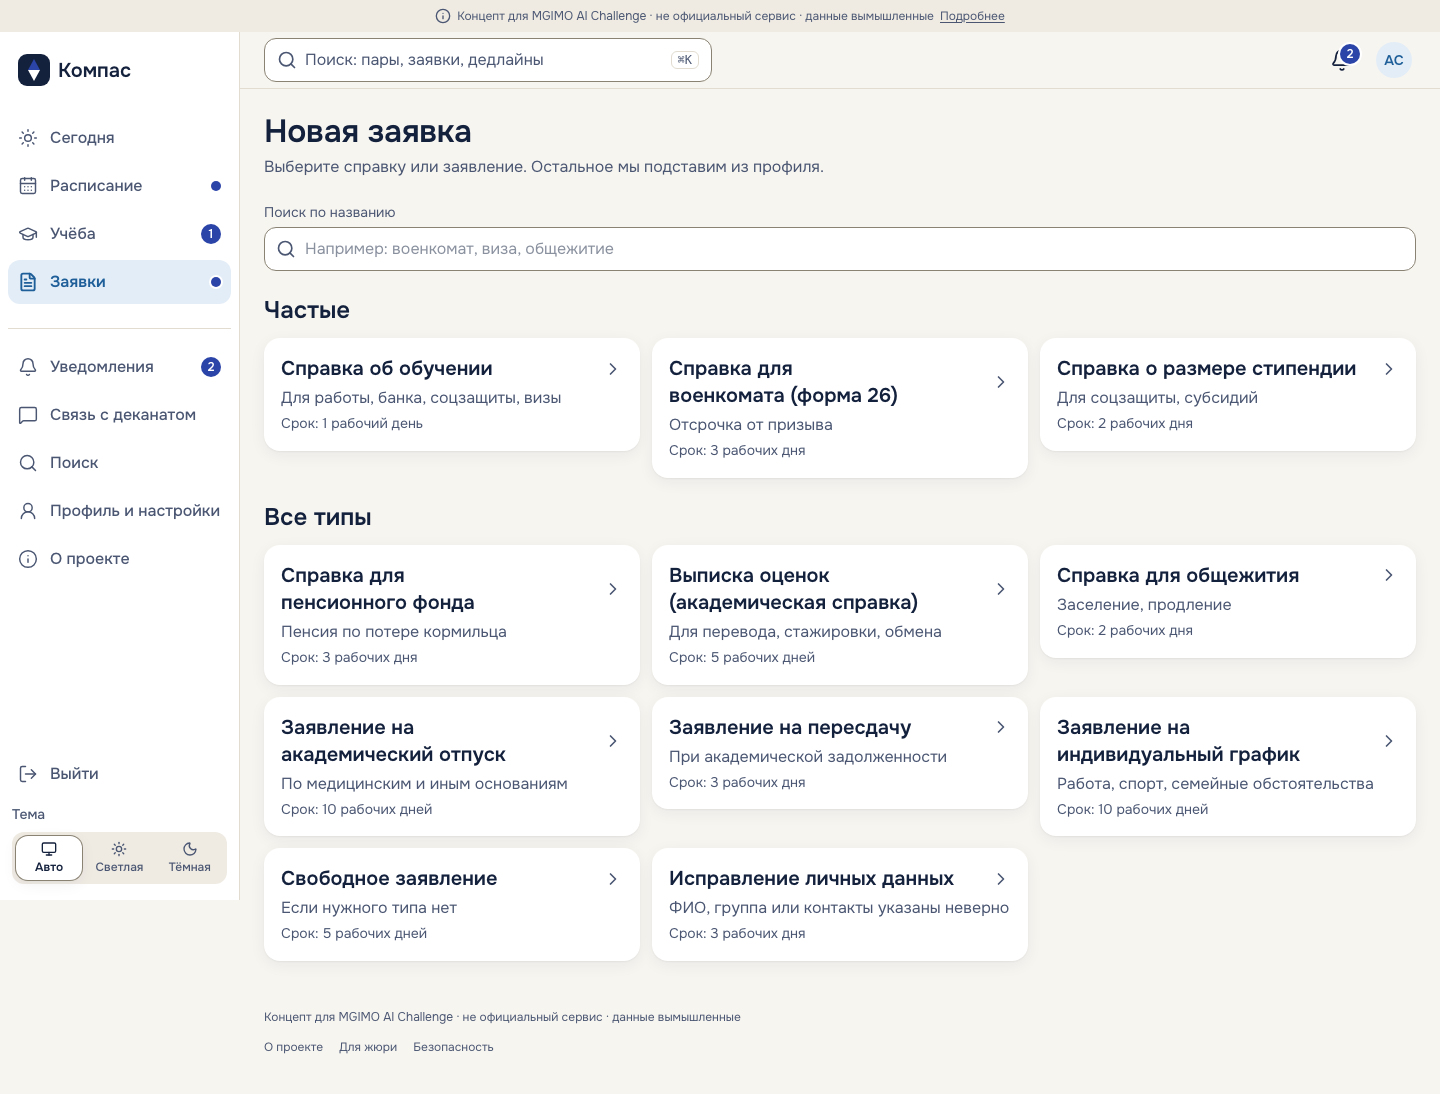 Концепт для MGIMO AI Challenge · не официальный сервис · данные вымышленные Подробнее
Компас
Поиск: пары, заявки, дедлайны
⌘K
2
АС
Сегодня
Расписание
Учёба
1
Заявки
Уведомления
2
Связь с деканатом
Поиск
Профиль и настройки
О проекте
Выйти
Тема
Авто
Светлая
Тёмная
Новая заявка
Выберите справку или заявление. Остальное мы подставим из профиля.
Поиск по названию
Например: военкомат, виза, общежитие
Частые
Справка об обучении
Для работы, банка, соцзащиты, визы
Срок: 1 рабочий день
Справка для
военкомата (форма 26)
Отсрочка от призыва
Срок: 3 рабочих дня
Справка о размере стипендии
Для соцзащиты, субсидий
Срок: 2 рабочих дня
Все типы
Справка для
пенсионного фонда
Пенсия по потере кормильца
Срок: 3 рабочих дня
Выписка оценок
(академическая справка)
Для перевода, стажировки, обмена
Срок: 5 рабочих дней
Справка для общежития
Заселение, продление
Срок: 2 рабочих дня
Заявление на
академический отпуск
По медицинским и иным основаниям
Срок: 10 рабочих дней
Заявление на пересдачу
При академической задолженности
Срок: 3 рабочих дня
Заявление на
индивидуальный график
Работа, спорт, семейные обстоятельства
Срок: 10 рабочих дней
Свободное заявление
Если нужного типа нет
Срок: 5 рабочих дней
Исправление личных данных
ФИО, группа или контакты указаны неверно
Срок: 3 рабочих дня
Концепт для MGIMO AI Challenge · не официальный сервис · данные вымышленные
О проекте Для жюри Безопасность